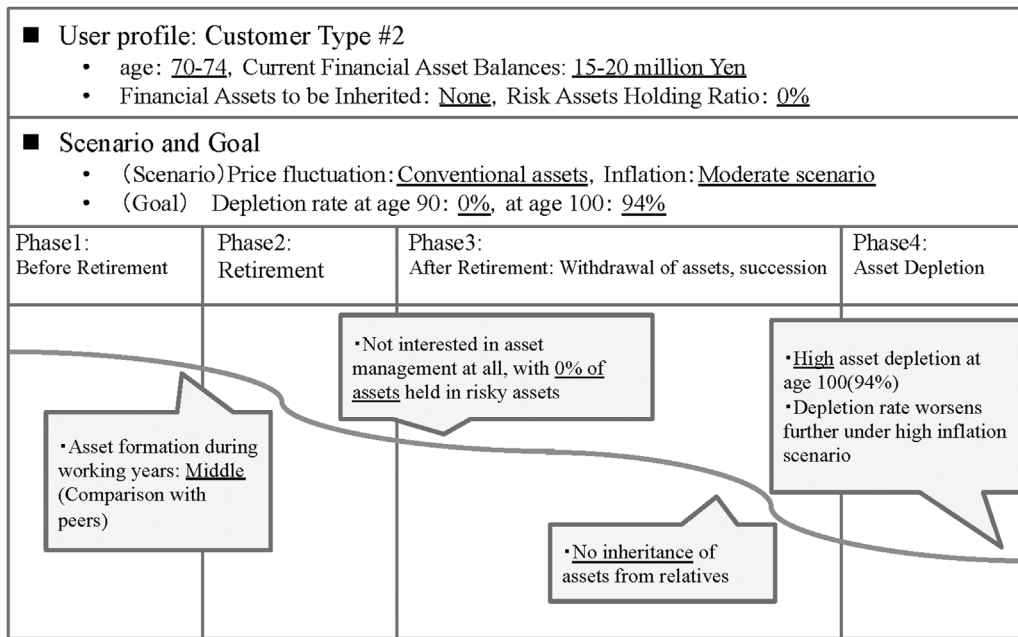 ■ User profile: Customer Type #2
• age: 70-74, Current Financial Asset Balances: 15-20 million Yen
• Financial Assets to be Inherited: None, Risk Assets Holding Ratio: 0%
■ Scenario and Goal
• (Scenario)Price fluctuation: Conventional assets, Inflation: Moderate scenario
• (Goal) Depletion rate at age 90: 0%, at age 100: 94%
Phase1:
Before Retirement
Phase2:
Retirement
Phase3:
After Retirement: Withdrawal of assets, succession
Phase4:
Asset Depletion
・Asset formation during
working years: Middle
(Comparison with
peers)
・Not interested in asset
management at all, with 0% of
assets held in risky assets
・No inheritance of
assets from relatives
・High asset depletion at
age 100(94%)
・Depletion rate worsens
further under high inflation
scenario